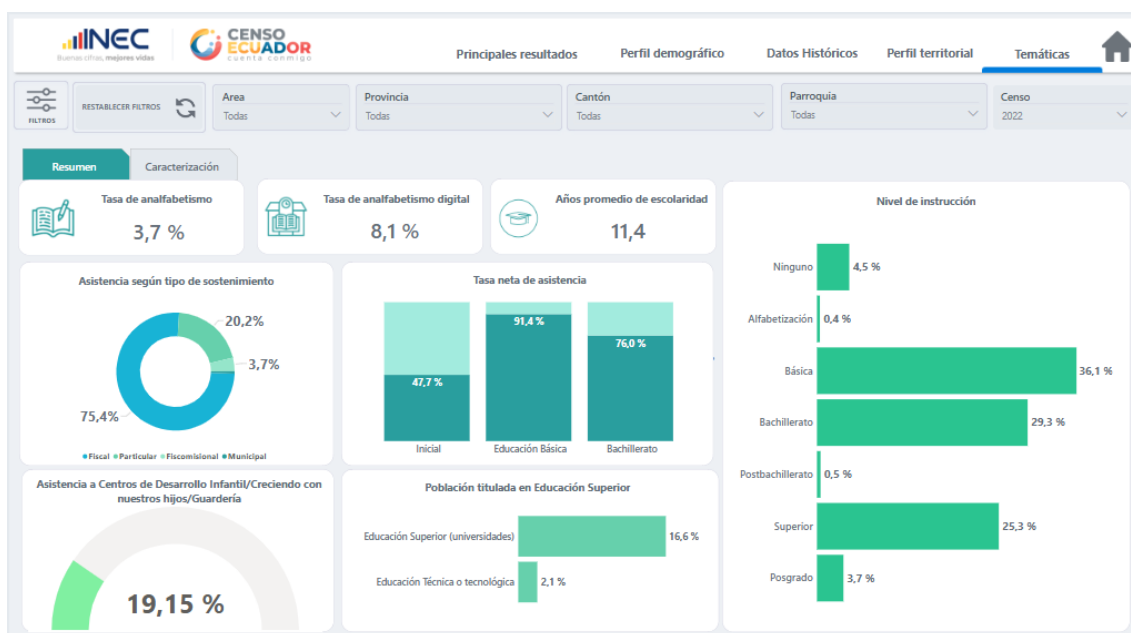 INEC
Buenas cifras, mejores vidas
CENSO
ECUADOR
cuenta conmigo
Principales resultados
Perfil demográfico
Datos Históricos
Perfil territorial
Temáticas
FILTROS
RESTABLECER FILTROS
Area
Todas
Provincia
Todas
Cantón
Todas
Parroquia
Todas
Censo
2022
Resumen
Caracterización
Tasa de analfabetismo
3,7 %
Tasa de analfabetismo digital
8,1 %
Años promedio de escolaridad
11,4
Asistencia según tipo de sostenimiento
20,2%
3,7%
75,4%
Fiscal Particular Fiscomisional Municipal
Tasa neta de asistencia
47,7 %
91,4 %
76,0 %
Inicial
Educación Básica
Bachillerato
Nivel de instrucción
Ninguno 4,5 %
Alfabetización 0,4 %
Básica 36,1 %
Bachillerato 29,3 %
Postbachillerato 0,5 %
Superior 25,3 %
Posgrado 3,7 %
Asistencia a Centros de Desarrollo Infantil/Creciendo con
nuestros hijos/Guardería
19,15 %
Población titulada en Educación Superior
Educación Superior (universidades) 16,6 %
Educación Técnica o tecnológica 2,1 %